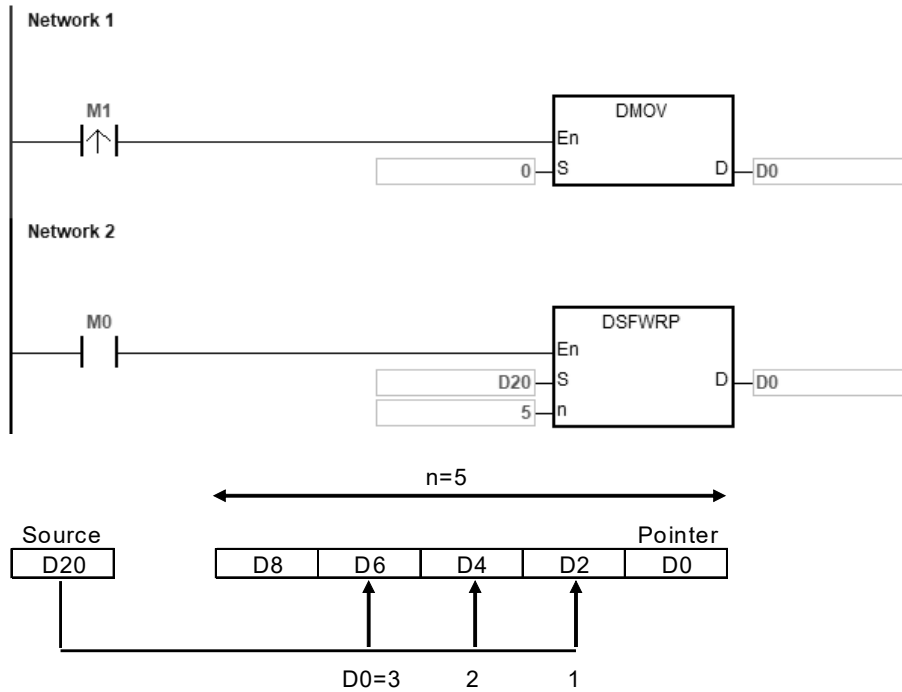 Network 1
M1
DMOV
En
0 S D D0
Network 2
M0
DSFWRP
En
D20 S D D0
5 n
n=5
Source Pointer
D20 D8 D6 D4 D2 D0
D0=3 2 1